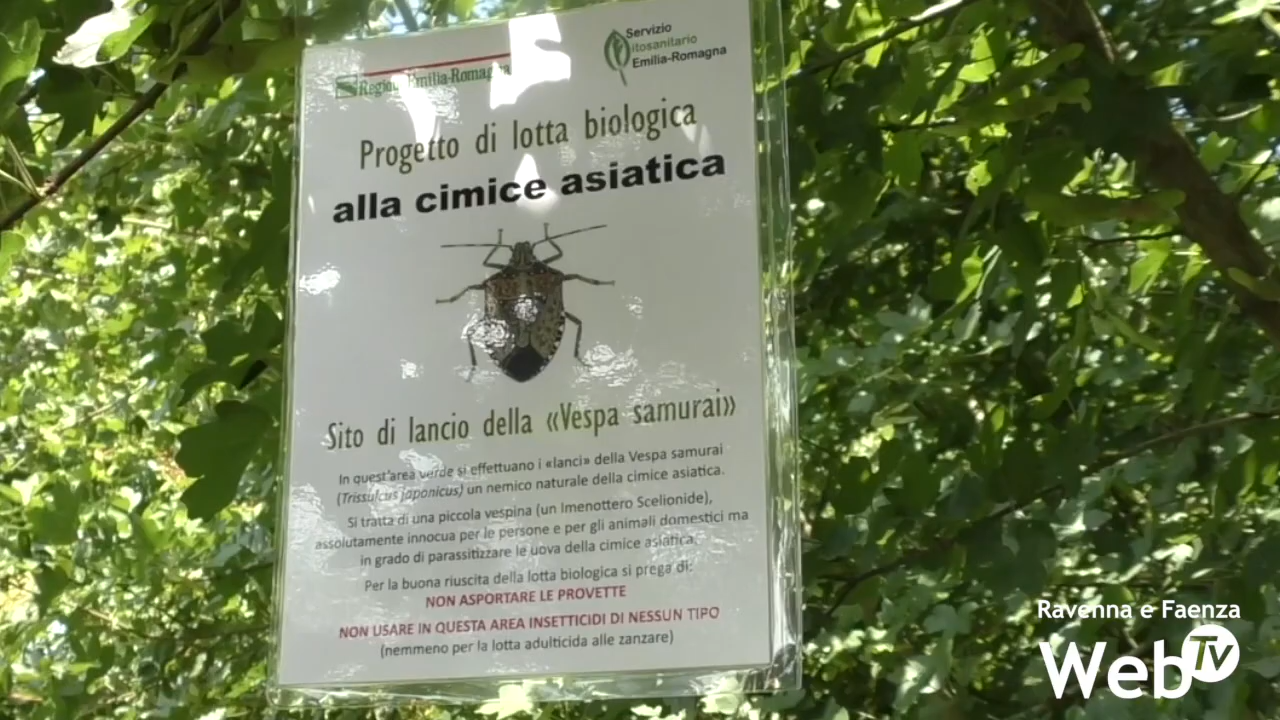 Regione Emilia-Romagna
Servizio
itosanitario
Emilia-Romagna
Progetto di lotta biologica
alla cimice asiatica
Sito di lancio della «Vespa samurai»
In quest'area verde si effettuano i «lanci» della Vespa samurai
(Trissulcus japonicus) un nemico naturale della cimice asiatica.
Si tratta di una piccola vespina (un Imenottero Scelionide),
assolutamente innocua per le persone e per gli animali domestici ma
in grado di parassitizzare le uova della cimice asiatica.
Per la buona riuscita della lotta biologica si prega di:
NON ASPORTARE LE PROVETTE
NON USARE IN QUESTA AREA INSETTICIDI DI NESSUN TIPO
(nemmeno per la lotta adulticida alle zanzare)
Ravenna e Faenza
Web Tv